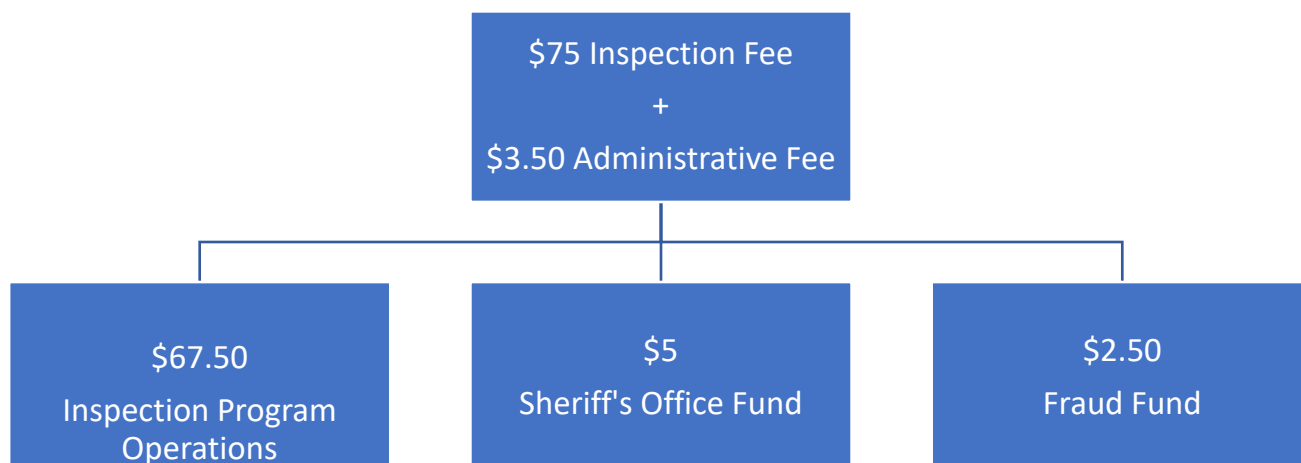 $75 Inspection Fee
+
$3.50 Administrative Fee
$67.50
Inspection Program
Operations
$5
Sheriff's Office Fund
$2.50
Fraud Fund